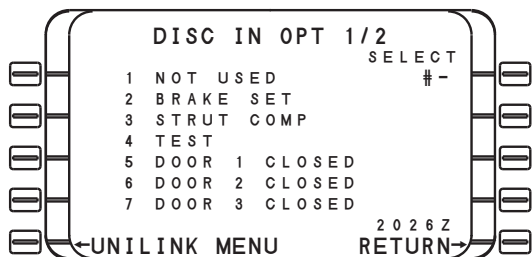 DISC IN OPT 1/2
SELECT
1 NOT USED #-
2 BRAKE SET
3 STRUT COMP
4 TEST
5 DOOR 1 CLOSED
6 DOOR 2 CLOSED
7 DOOR 3 CLOSED
2026Z
←UNILINK MENU RETURN→